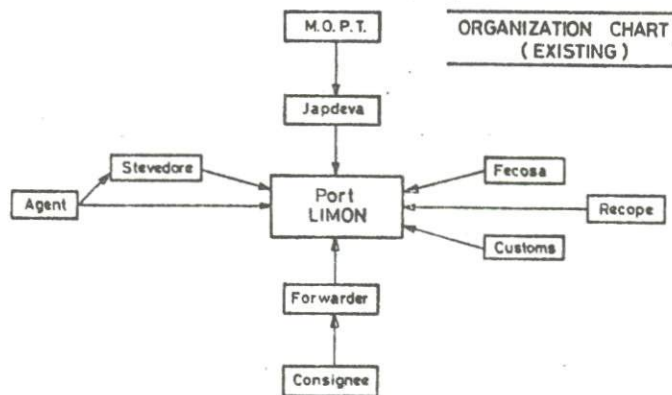 M.O.P.T.
ORGANIZATION CHART
(EXISTING)
Japdeva
Stevedore
Fecosa
Agent
Port
LIMON
Recope
Customs
Forwarder
Consignee